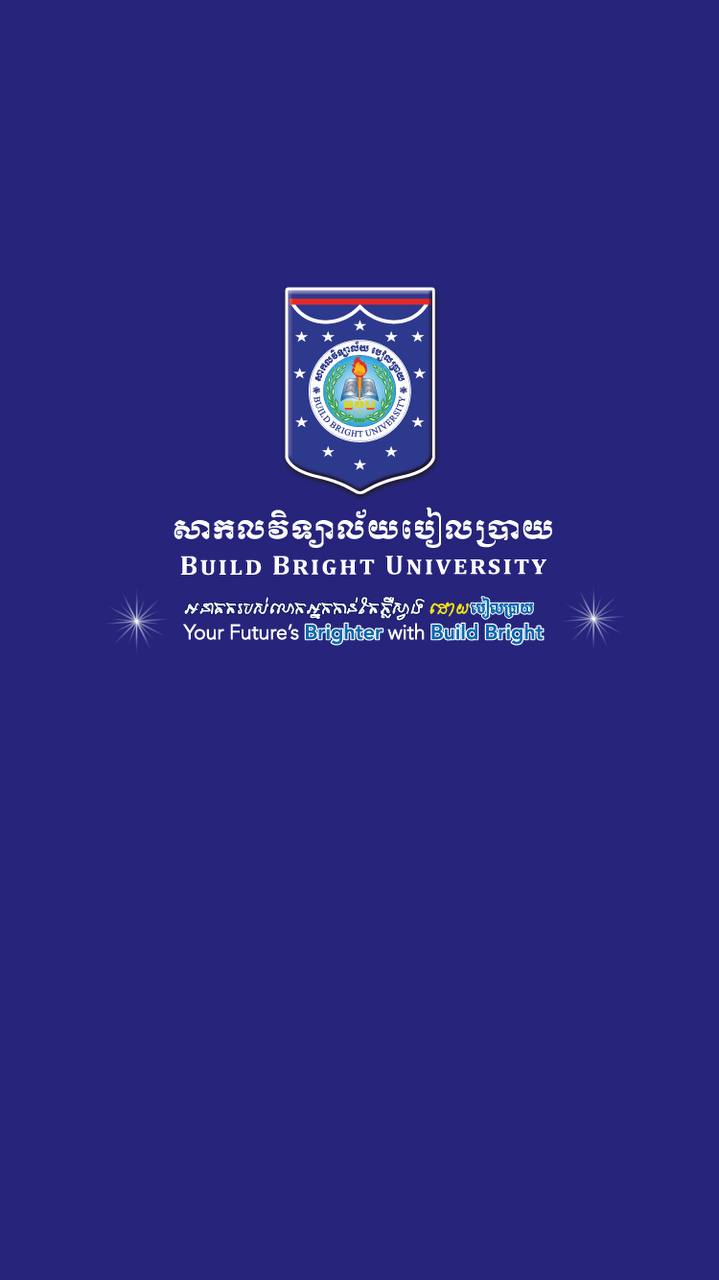 សាកលវិទ្យាល័យ បៀលប្រាយ
BUILD BRIGHT UNIVERSITY
សាកលវិទ្យាល័យបៀលប្រាយ
BUILD BRIGHT UNIVERSITY
អនាគតរបស់លោកអ្នកកាន់តែភ្លឺស្វាង ដោយបៀលប្រាយ
Your Future's Brighter with Build Bright